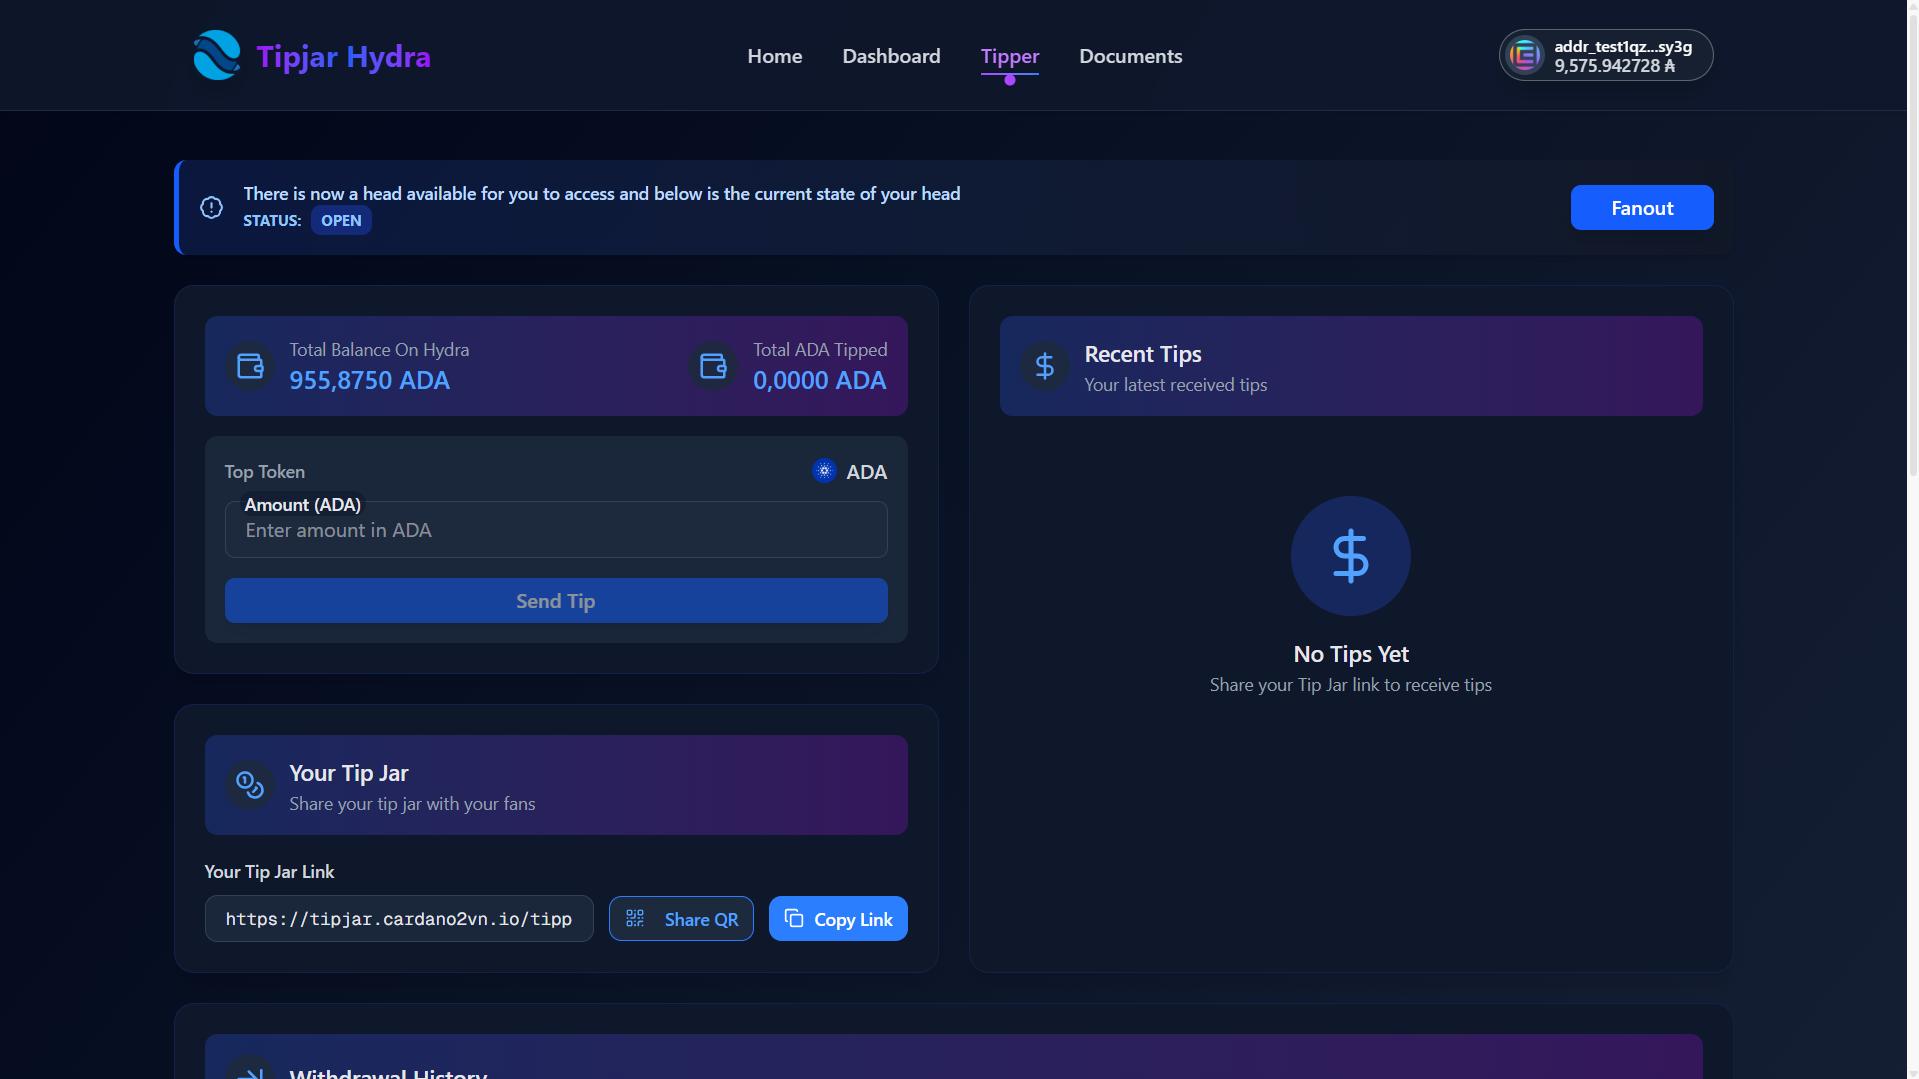 Tipjar Hydra
Home
Dashboard
Tipper
Documents
addr_test1qz...sy3g
9,575.942728 ₳
There is now a head available for you to access and below is the current state of your head
STATUS: OPEN
Fanout
Total Balance On Hydra
955,8750 ADA
Total ADA Tipped
0,0000 ADA
Top Token
ADA
Amount (ADA)
Enter amount in ADA
Send Tip
Recent Tips
Your latest received tips
No Tips Yet
Share your Tip Jar link to receive tips
Your Tip Jar
Share your tip jar with your fans
Your Tip Jar Link
https://tipjar.cardano2vn.io/tipp
Share QR
Copy Link
Withdrawal History